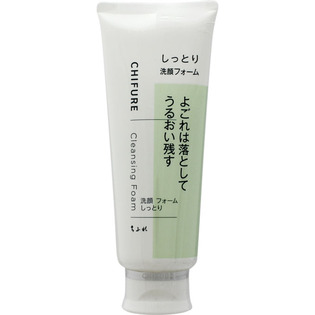 しっとり
洗顔フォーム
よごれは落として
うるおい残す
CHIFURE
Cleansing Foam
洗顔 フォーム
しっとり
ちふれ